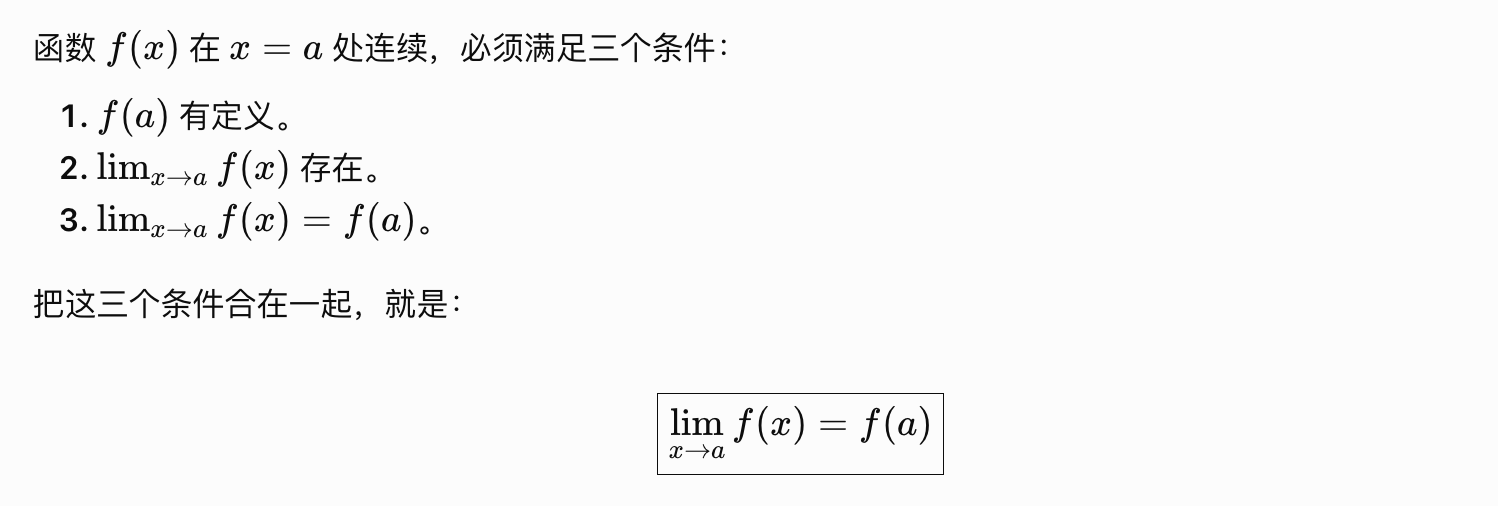 函数 f(x) 在 x = a 处连续，必须满足三个条件：
1. f(a) 有定义。
2. lim_{x→a} f(x) 存在。
3. lim_{x→a} f(x) = f(a)。
把这三个条件合在一起，就是：
lim_{x→a} f(x) = f(a)